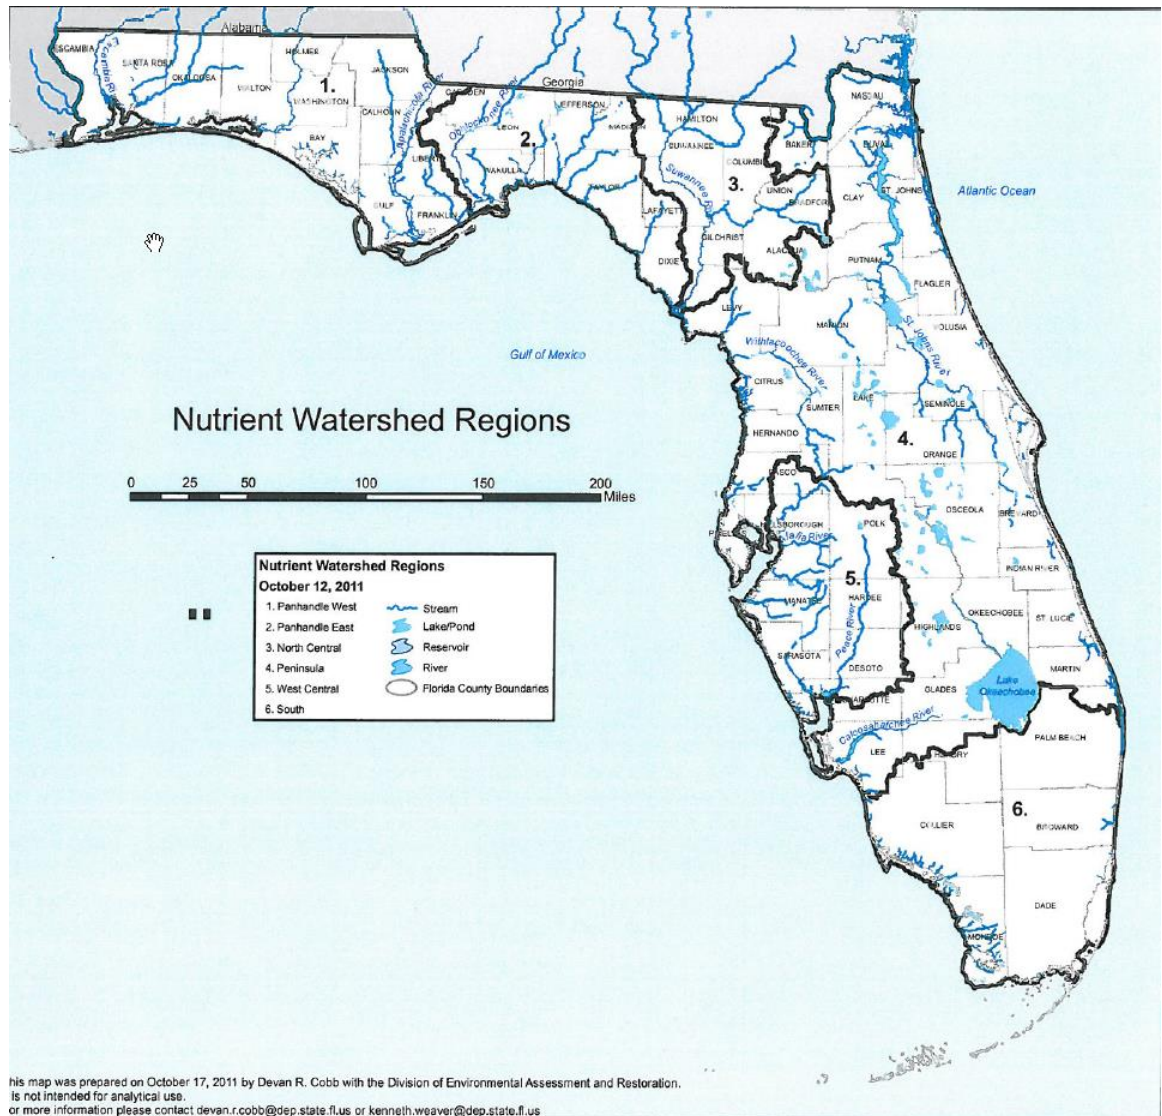 Alabama
Georgia
ESCAMBIA
SANTA ROSA
OKALOOSA
WALTON
HOLMES
WASHINGTON
JACKSON
BAY
CALHOUN
GULF
LIBERTY
FRANKLIN
GADSDEN
LEON
WAKULLA
JEFFERSON
MADISON
TAYLOR
HAMILTON
SUWANNEE
COLUMBIA
BAKER
NASSAU
DUVAL
UNION
BRADFORD
CLAY
ST. JOHNS
LAFAYETT
GILCHRIST
ALACHUA
DIXIE
PUTNAM
FLAGLER
LEVY
MARION
VOLUSIA
1.
2.
3.
Escambia River
Apalachicola River
Ochlockonee River
Suwannee River
Atlantic Ocean
Gulf of Mexico
Withlacoochee River
St. Johns River
CITRUS
SUMTER
LAKE
SEMINOLE
HERNANDO
4.
ORANGE
PASCO
HILLSBOROUGH
POLK
OSCEOLA
BREVARD
Alafia River
5.
INDIAN RIVER
MANATEE
HARDEE
HIGHLANDS
OKEECHOBEE
ST. LUCIE
Peace River
SARASOTA
DESOTO
MARTIN
Lake
Okeechobee
CHARLOTTE
GLADES
Caloosahatchee River
LEE
HENDRY
PALM BEACH
COLLIER
6.
BROWARD
DADE
MONROE
Nutrient Watershed Regions
0 25 50 100 150 200
Miles
Nutrient Watershed Regions
October 12, 2011
1. Panhandle West
2. Panhandle East
3. North Central
4. Peninsula
5. West Central
6. South
Stream
Lake/Pond
Reservoir
River
Florida County Boundaries
his map was prepared on October 17, 2011 by Devan R. Cobb with the Division of Environmental Assessment and Restoration.
is not intended for analytical use.
or more information please contact devan.r.cobb@dep.state.fl.us or kenneth.weaver@dep.state.fl.us